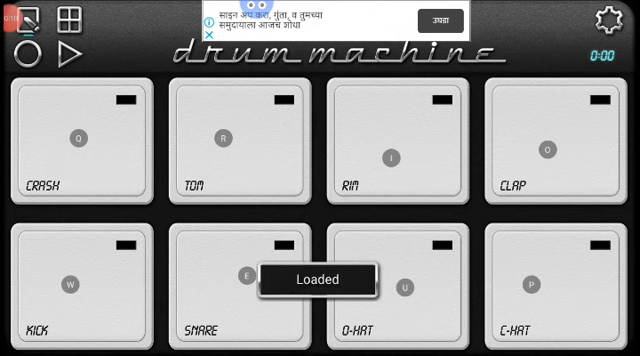 साइन अप करा, गुंता, व तुमच्या
समुदायाला आजच शोधा
उघडा
drum machine
0:00
Q
R
I
O
CRASH
TOM
RIM
CLAP
Loaded
W
E
U
P
KICK
SNARE
O-HAT
C-HAT